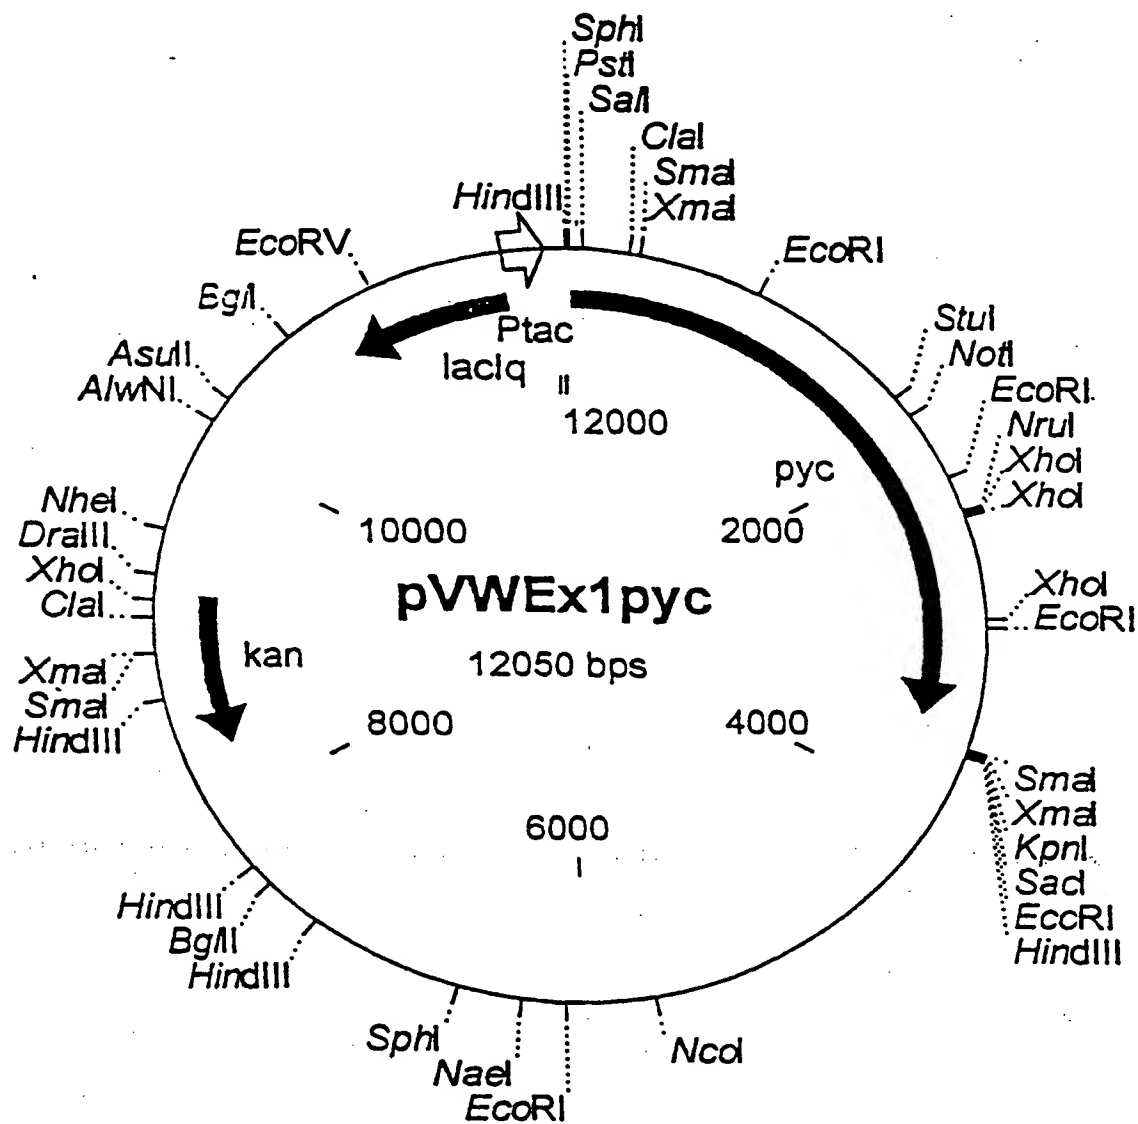 SphI
PstI
SalI
ClaI
SmaI
XmaI
HindIII
EcoRI
EcoRV
BglI
AsuII
AlwNI
StuI
NotI
EcoRI
NruI
XhoI
XhoI
Ptac
lacIq
12000
pyc
10000
2000
NheI
DraIII
XhoI
ClaI
pVWEx1pyc
12050 bps
XhoI
EcoRI
kan
XmaI
SmaI
HindIII
8000
4000
6000
SmaI
XmaI
KpnI
SacI
EccRI
HindIII
HindIII
BglII
HindIII
SphI
NaeI
EcoRI
NcoI